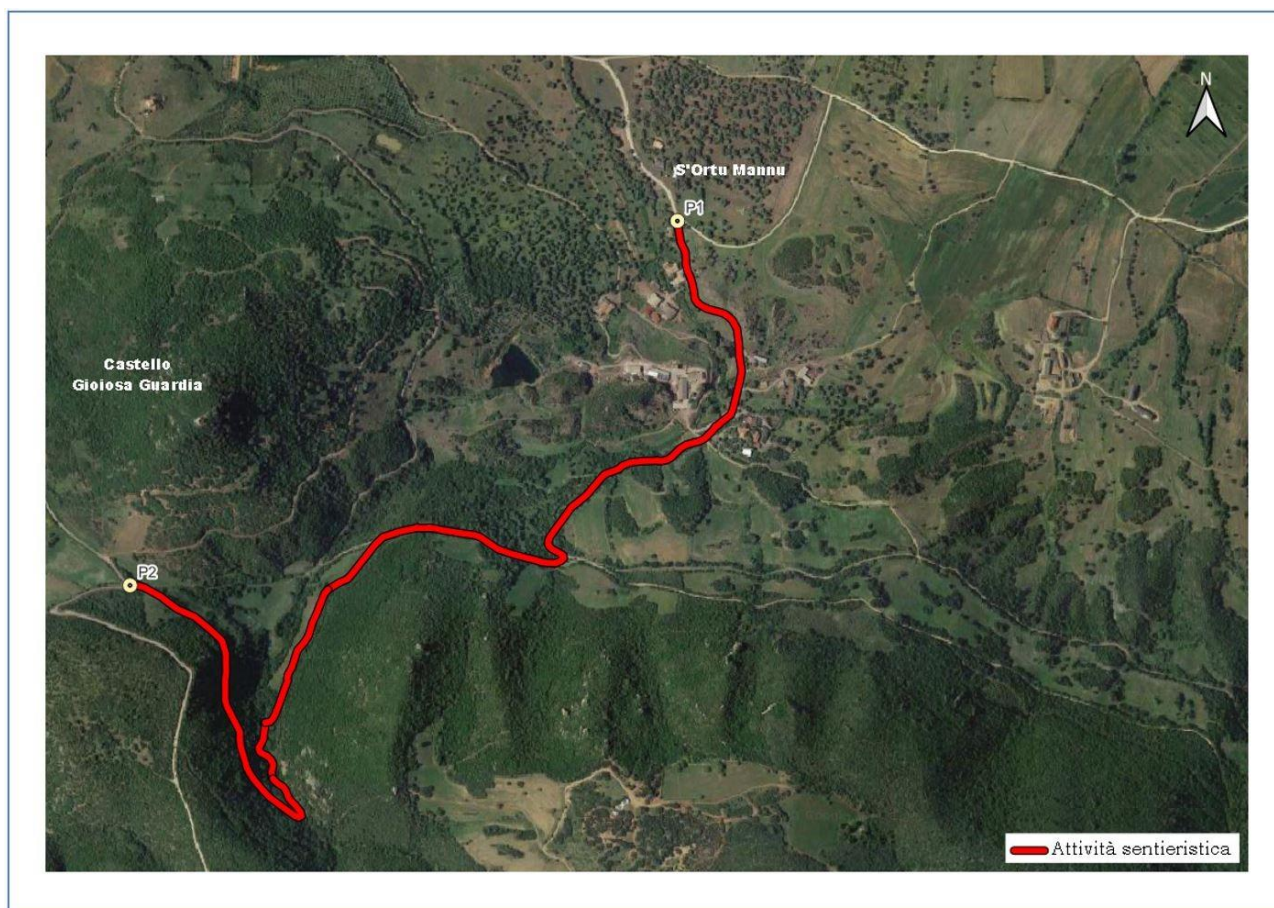 N
S'Ortu Mannu
P1
Castello
Gioiosa Guardia
P2
Attività sentieristica